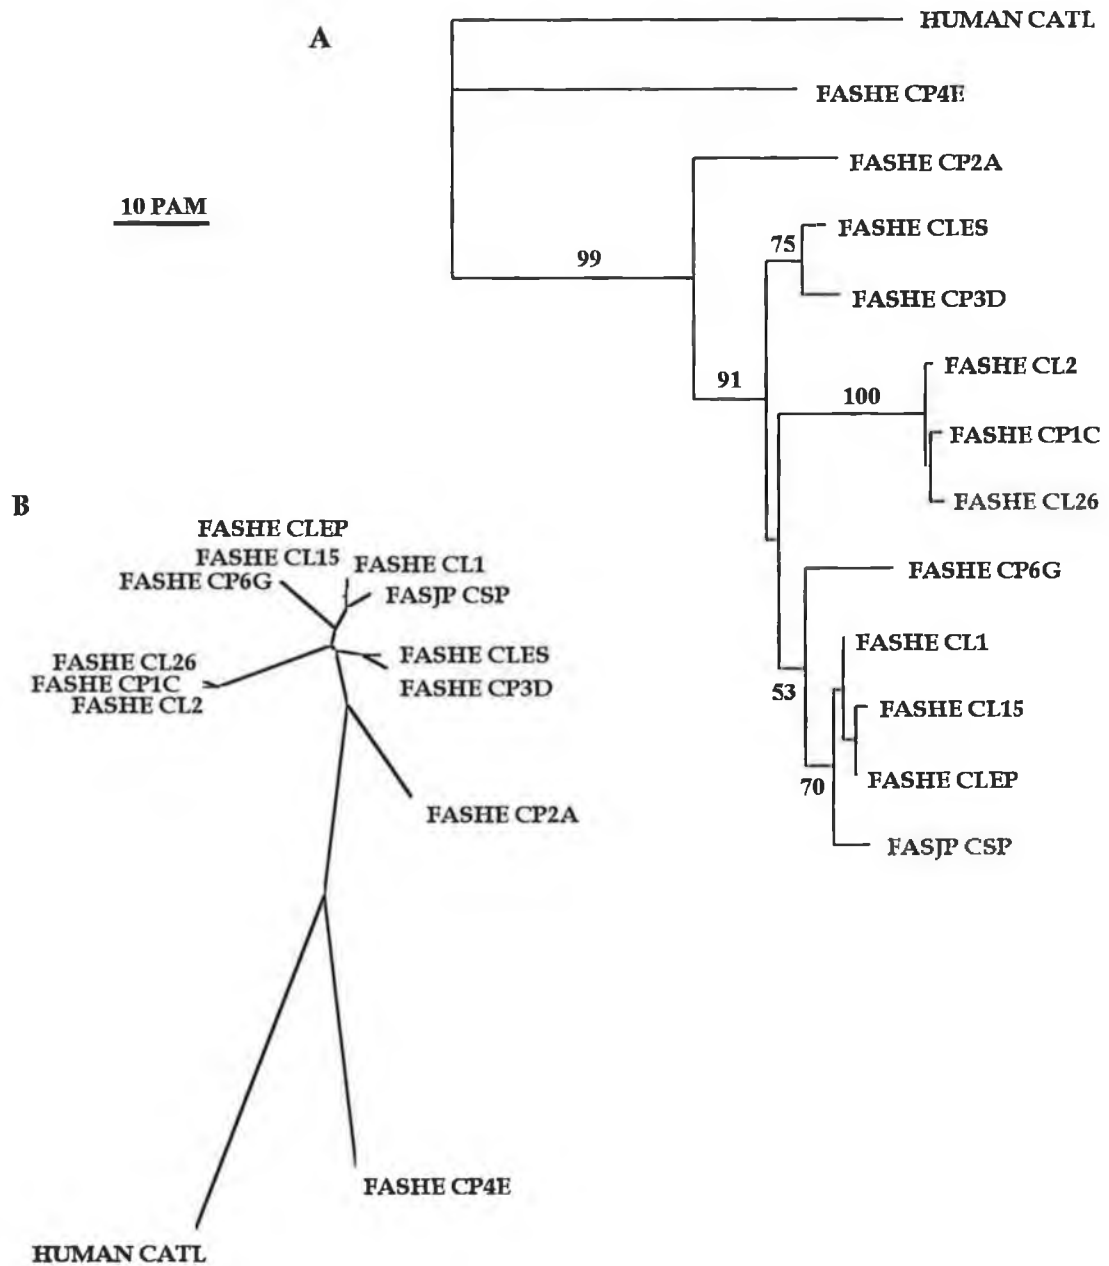 A
HUMAN CATL
FASHE CP4E
FASHE CP2A
10 PAM
FASHE CLES
75
99
FASHE CP3D
FASHE CL2
91
100
FASHE CP1C
FASHE CL26
FASHE CP6G
FASHE CL1
53
FASHE CL15
FASHE CLEP
70
FASJP CSP
B
FASHE CLEP
FASHE CL15
FASHE CL1
FASHE CP6G
FASJP CSP
FASHE CL26
FASHE CLES
FASHE CP1C
FASHE CP3D
FASHE CL2
FASHE CP2A
FASHE CP4E
HUMAN CATL